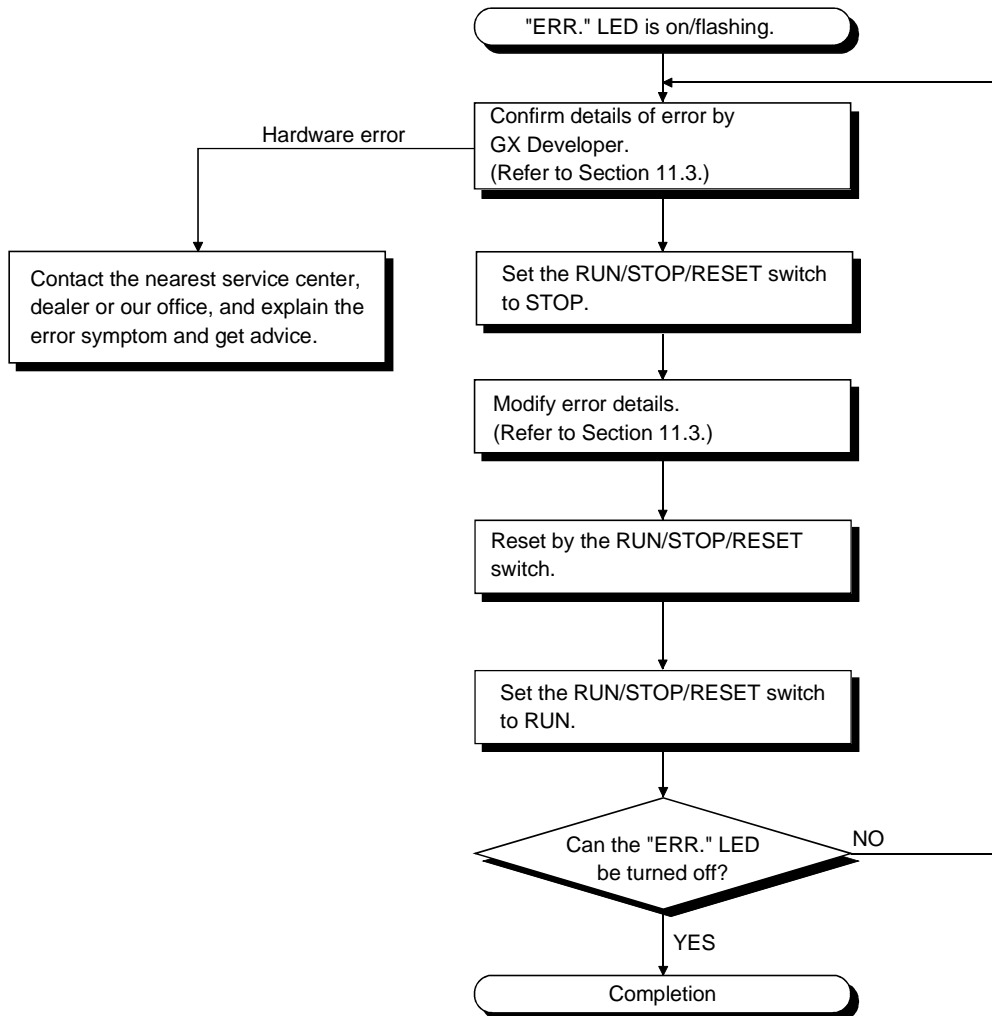 "ERR." LED is on/flashing.
Confirm details of error by
GX Developer.
(Refer to Section 11.3.)
Hardware error
Contact the nearest service center,
dealer or our office, and explain the
error symptom and get advice.
Set the RUN/STOP/RESET switch
to STOP.
Modify error details.
(Refer to Section 11.3.)
Reset by the RUN/STOP/RESET
switch.
Set the RUN/STOP/RESET switch
to RUN.
Can the "ERR." LED
be turned off?
NO
YES
Completion